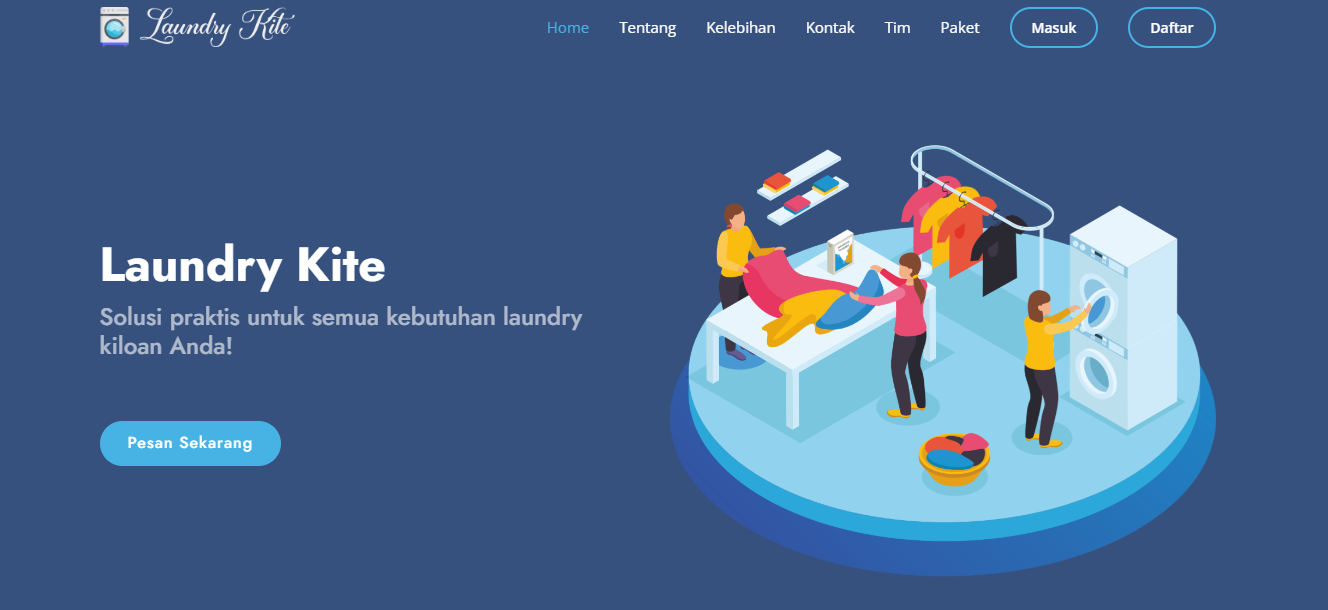 Laundry Kite
Home Tentang Kelebihan Kontak Tim Paket Masuk Daftar
Laundry Kite
Solusi praktis untuk semua kebutuhan laundry
kiloan Anda!
Pesan Sekarang